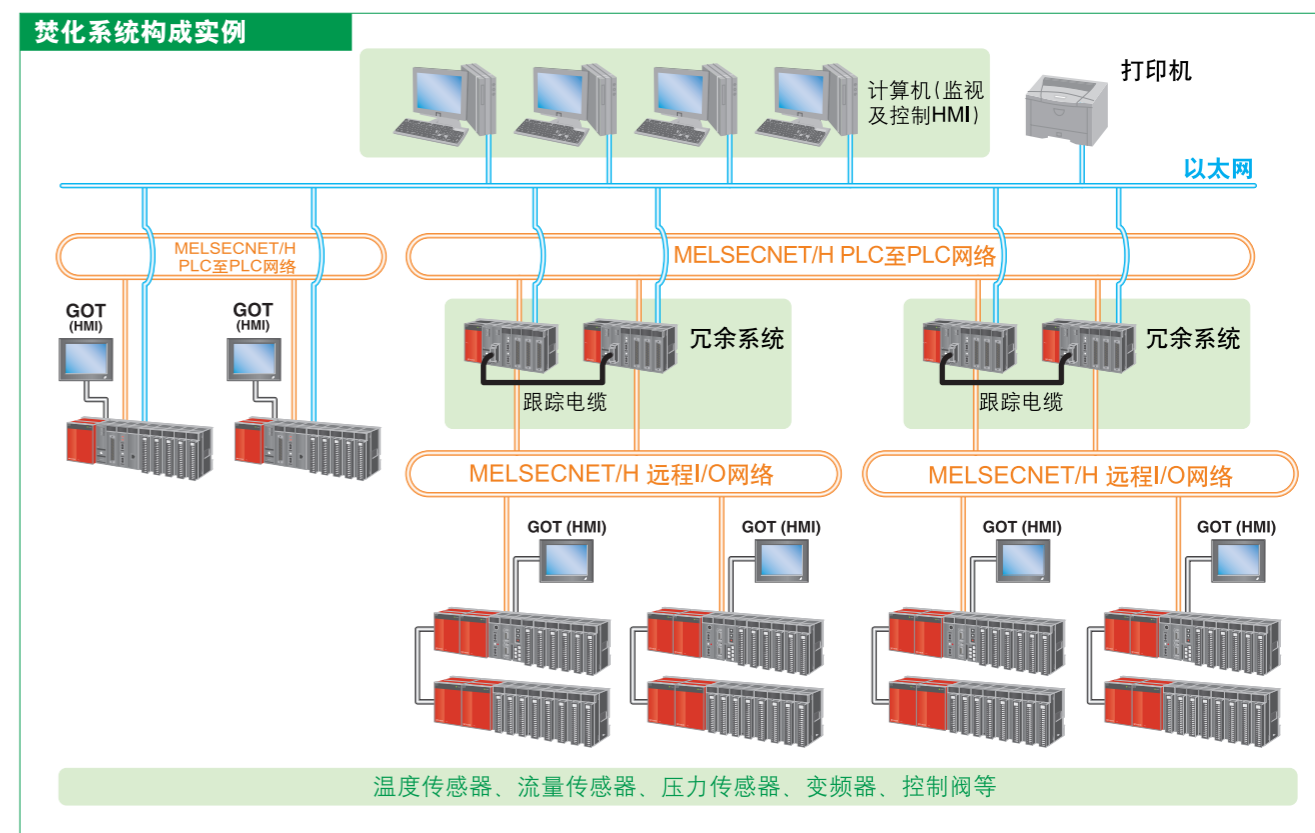 焚化系统构成实例
计算机(监视
及控制HMI)
打印机
以太网
MELSECNET/H
PLC至PLC网络
MELSECNET/H PLC至PLC网络
GOT
(HMI)
GOT
(HMI)
冗余系统
跟踪电缆
冗余系统
跟踪电缆
MELSECNET/H 远程I/O网络
MELSECNET/H 远程I/O网络
GOT (HMI)
GOT (HMI)
GOT (HMI)
GOT (HMI)
温度传感器、流量传感器、压力传感器、变频器、控制阀等